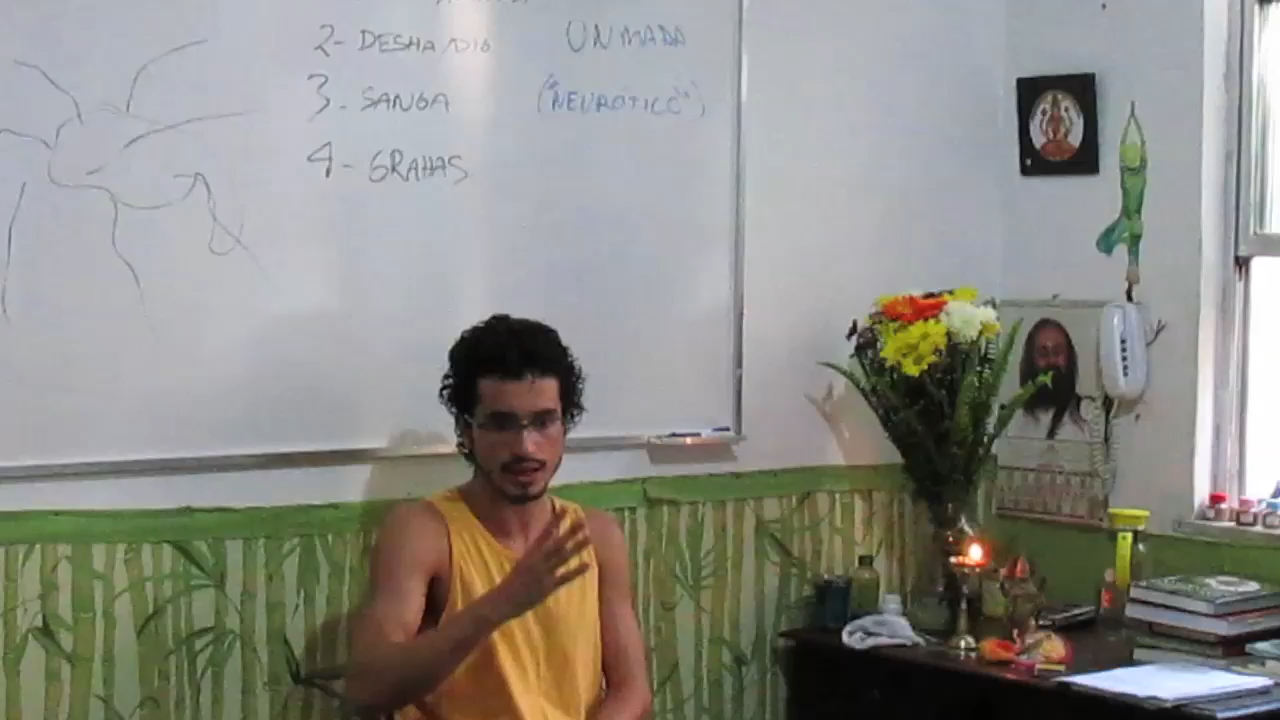 2- DESHA /DIO UNMADA
3- SANGA ("NEUROTICO")
4- GRAHAS